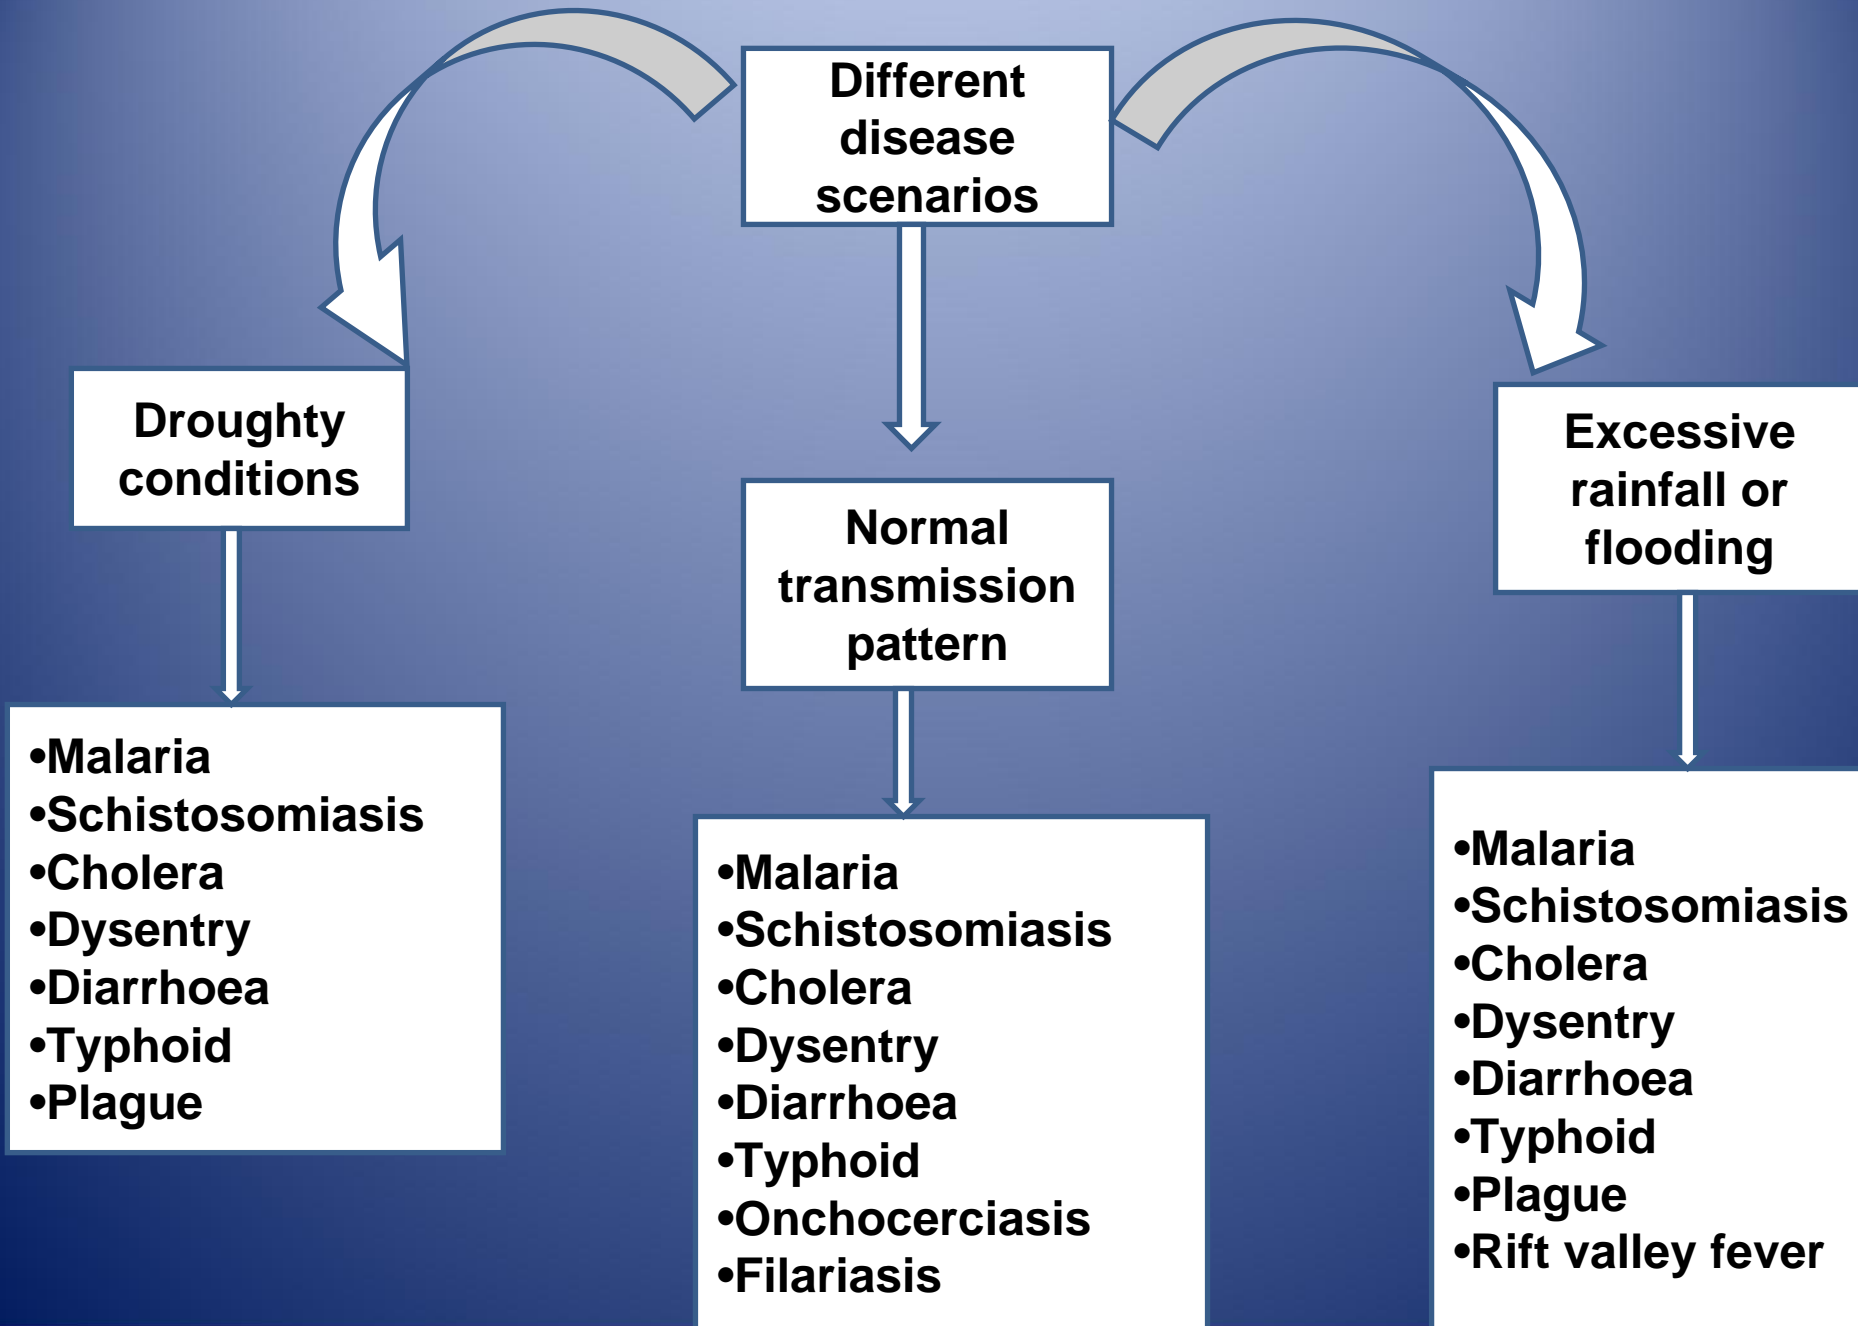 Different
disease
scenarios
Droughty
conditions
Normal
transmission
pattern
Excessive
rainfall or
flooding
•Malaria
•Schistosomiasis
•Cholera
•Dysentry
•Diarrhoea
•Typhoid
•Plague
•Malaria
•Schistosomiasis
•Cholera
•Dysentry
•Diarrhoea
•Typhoid
•Onchocerciasis
•Filariasis
•Malaria
•Schistosomiasis
•Cholera
•Dysentry
•Diarrhoea
•Typhoid
•Plague
•Rift valley fever